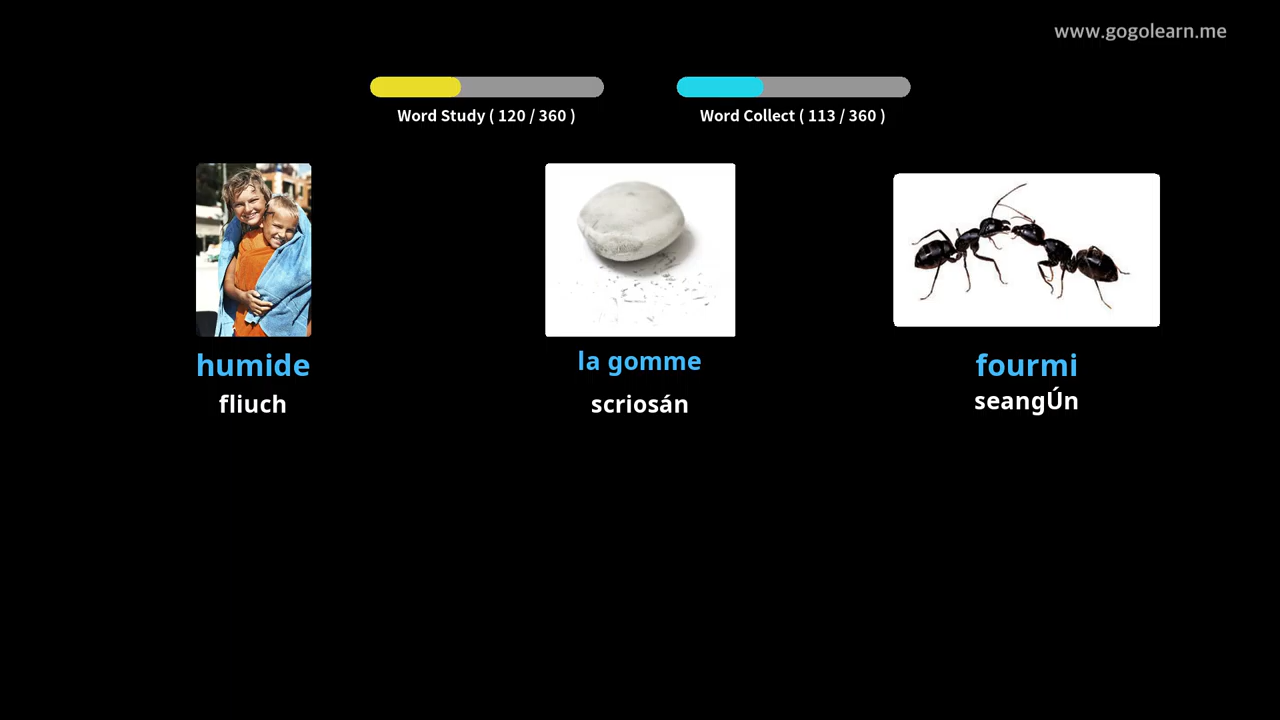 www.gogolearn.me
Word Study ( 120 / 360 )
Word Collect ( 113 / 360 )
humide
la gomme
fourmi
fliuch
scriosán
seangÚn